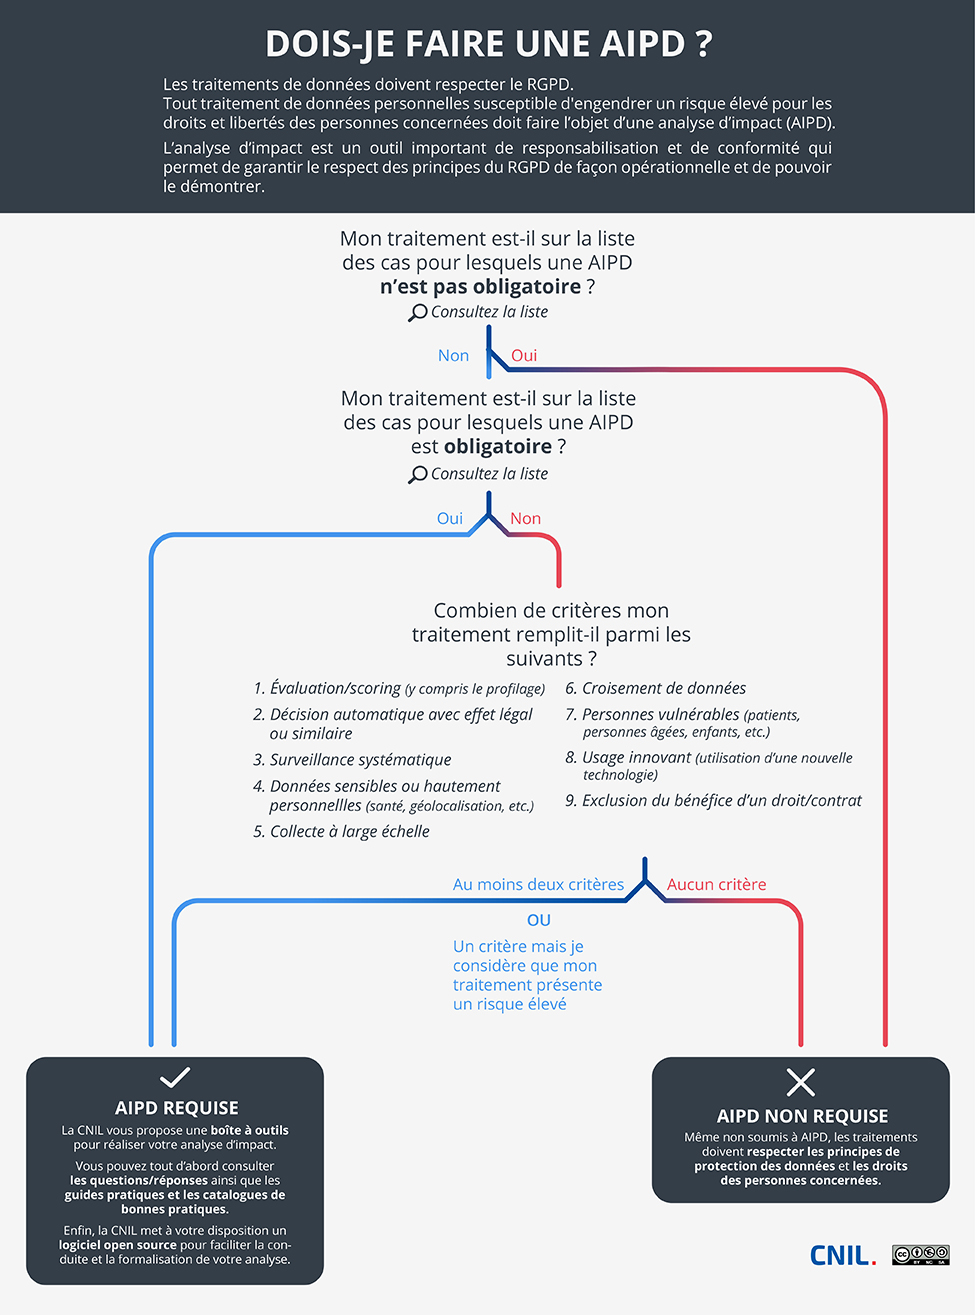 DOIS-JE FAIRE UNE AIPD ?
Les traitements de données doivent respecter le RGPD.
Tout traitement de données personnelles susceptible d'engendrer un risque élevé pour les
droits et libertés des personnes concernées doit faire l'objet d'une analyse d'impact (AIPD).
L'analyse d'impact est un outil important de responsabilisation et de conformité qui
permet de garantir le respect des principes du RGPD de façon opérationnelle et de pouvoir
le démontrer.
Mon traitement est-il sur la liste
des cas pour lesquels une AIPD
n'est pas obligatoire ?
Consultez la liste
Non
Oui
Mon traitement est-il sur la liste
des cas pour lesquels une AIPD
est obligatoire ?
Consultez la liste
Oui
Non
Combien de critères mon
traitement remplit-il parmi les
suivants ?
1. Évaluation/scoring (y compris le profilage)
2. Décision automatique avec effet légal
ou similaire
3. Surveillance systématique
4. Données sensibles ou hautement
personnellles (santé, géolocalisation, etc.)
5. Collecte à large échelle
6. Croisement de données
7. Personnes vulnérables (patients,
personnes âgées, enfants, etc.)
8. Usage innovant (utilisation d'une nouvelle
technologie)
9. Exclusion du bénéfice d'un droit/contrat
Au moins deux critères
Aucun critère
OU
Un critère mais je
considère que mon
traitement présente
un risque élevé
AIPD REQUISE
La CNIL vous propose une boîte à outils
pour réaliser votre analyse d'impact.
Vous pouvez tout d'abord consulter
les questions/réponses ainsi que les
guides pratiques et les catalogues de
bonnes pratiques.
Enfin, la CNIL met à votre disposition un
logiciel open source pour faciliter la con-
duite et la formalisation de votre analyse.
AIPD NON REQUISE
Même non soumis à AIPD, les traitements
doivent respecter les principes de
protection des données et les droits
des personnes concernées.
CNIL.
cc
BY NC SA